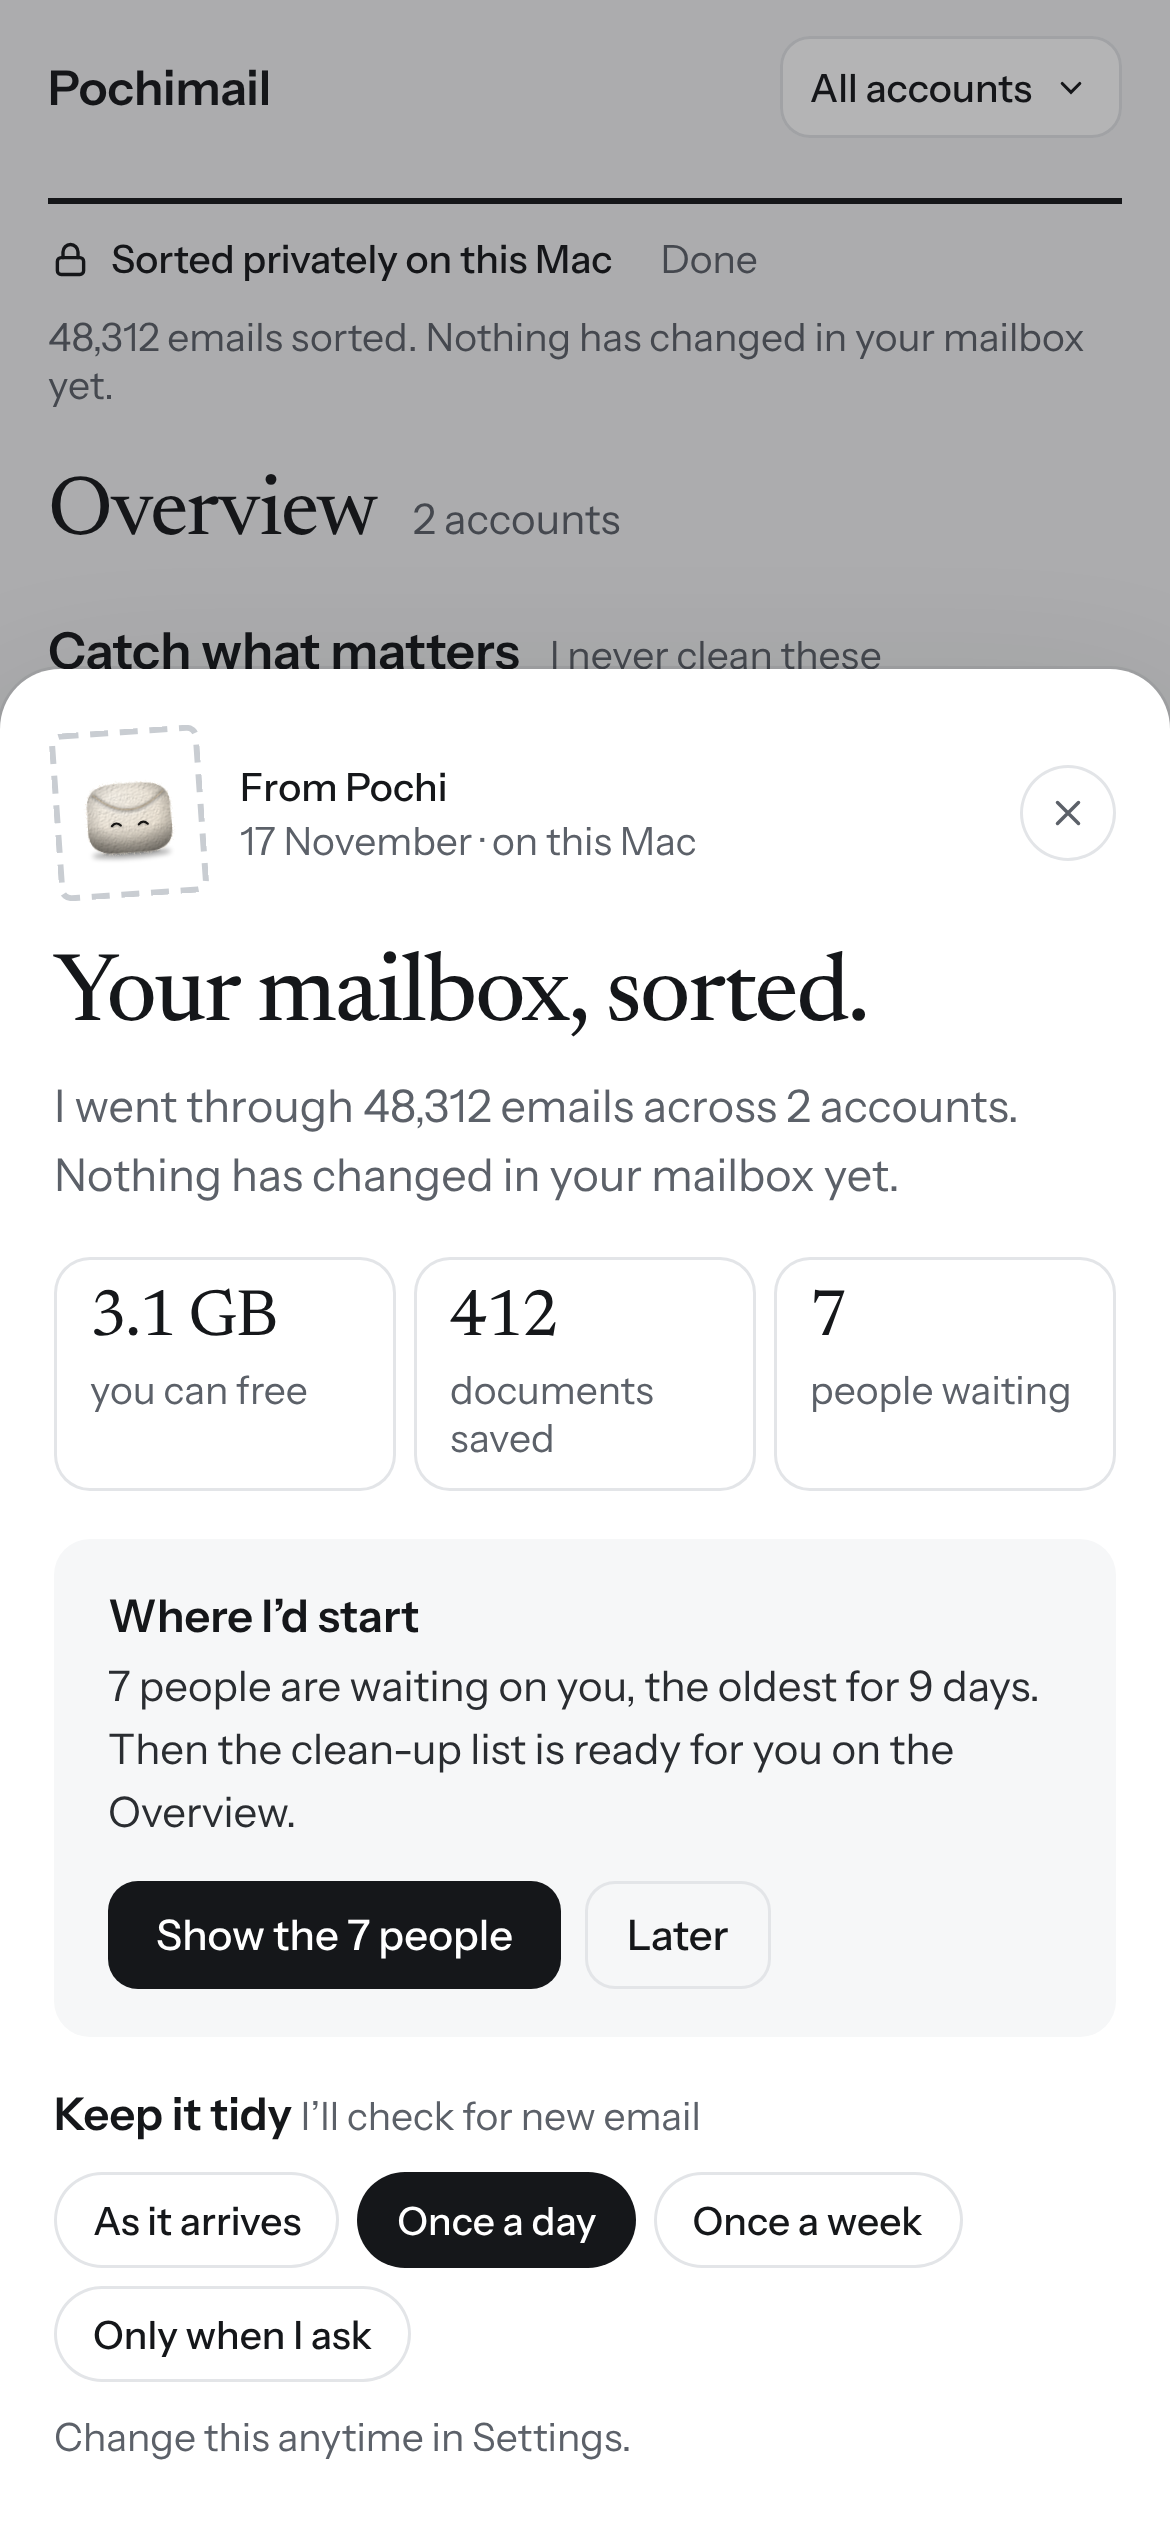 Pochimail
All accounts
Sorted privately on this Mac Done
48,312 emails sorted. Nothing has changed in your mailbox
yet.
Overview 2 accounts
Catch what matters I never clean these
From Pochi
17 November · on this Mac
Your mailbox, sorted.
I went through 48,312 emails across 2 accounts.
Nothing has changed in your mailbox yet.
3.1 GB
you can free
412
documents
saved
7
people waiting
Where I’d start
7 people are waiting on you, the oldest for 9 days.
Then the clean-up list is ready for you on the
Overview.
Show the 7 people
Later
Keep it tidy I’ll check for new email
As it arrives
Once a day
Once a week
Only when I ask
Change this anytime in Settings.